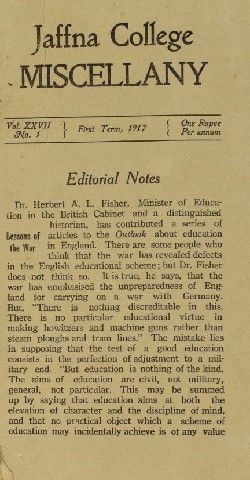 Jaffna College
MISCELLANY
Vol. XXVII
No. 1
First Term, 1917
One Rupee
Per annum
Editorial Notes
Dr. Herbert A. L. Fisher, Minister of Educa-
tion in the British Cabinet and a distinguished
historian, has contributed a series of
Lessons of articles to the Outlook about education
the War in England. There are some people who
think that the war has revealed defects
in the English educational scheme; but Dr. Fisher
does not think so. It is true, he says, that the
war has emphasised the unpreparedness of Eng-
land for carrying on a war with Germany.
But, "There is nothing discreditable in this.
There is no particular educational virtue in
making howitzers and machine guns rather than
steam ploughs and tram lines." The mistake lies
in supposing that the test of a good education
consists in the perfection of adjustment to a mil-
itary end. "But education is nothing of the kind.
The aims of education are civil, not military,
general, not particular. This may be summed
up by saying that education aims at both the
elevation of character and the discipline of mind,
and that no practical object which a scheme of
education may incidentally achieve is of any value